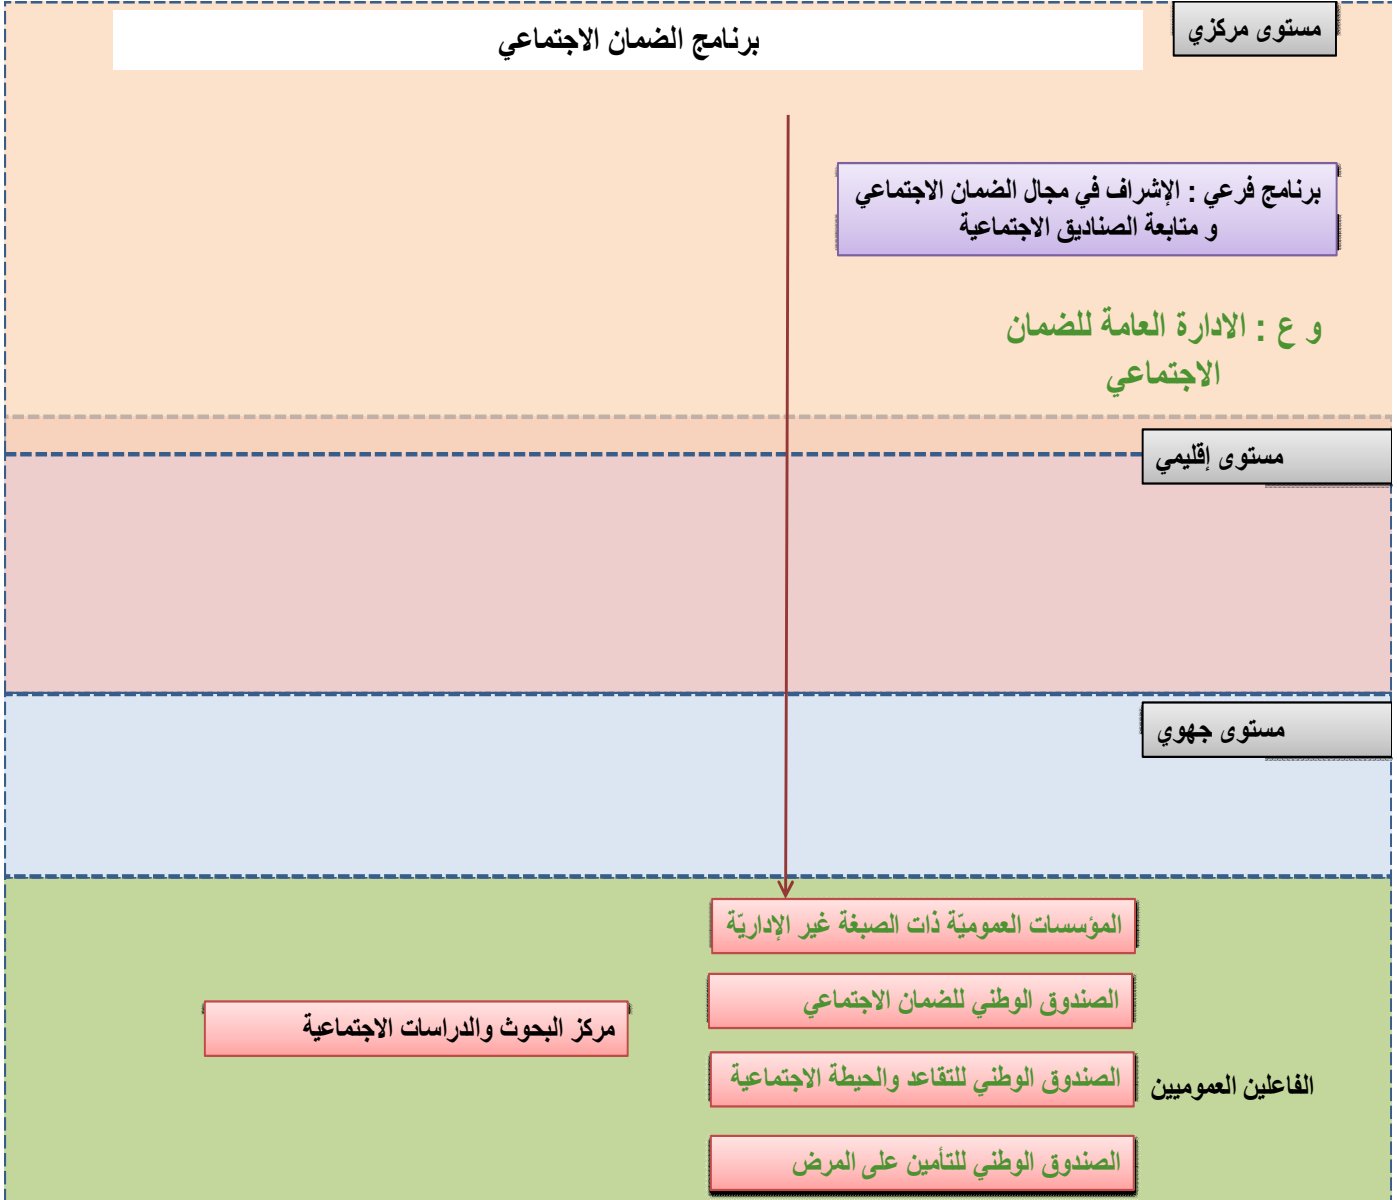 مستوى مركزي
برنامج الضمان الاجتماعي
برنامج فرعي : الإشراف في مجال الضمان الاجتماعي
و متابعة الصناديق الاجتماعية
و ع : الادارة العامة للضمان
الاجتماعي
مستوى إقليمي
مستوى جهوي
المؤسسات العموميّة ذات الصبغة غير الإداريّة
الصندوق الوطني للضمان الاجتماعي
مركز البحوث والدراسات الاجتماعية
الفاعلين العموميين
الصندوق الوطني للتقاعد والحيطة الاجتماعية
الصندوق الوطني للتأمين على المرض